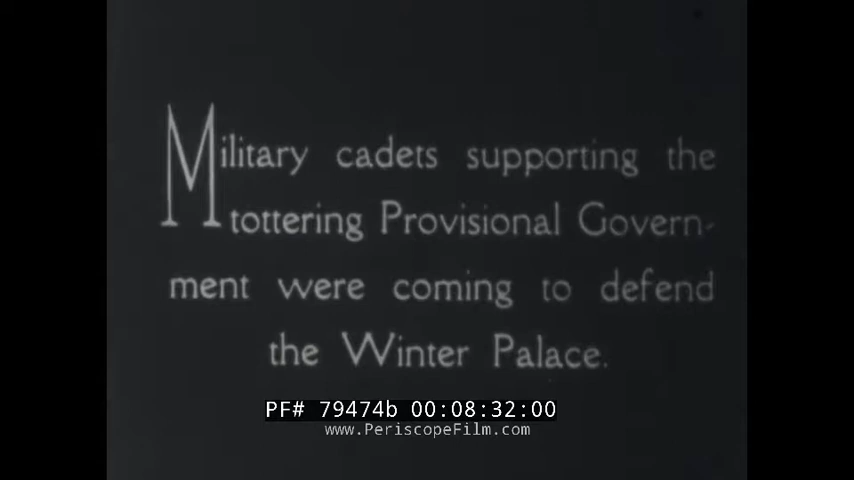 Military cadets supporting the
tottering Provisional Govern-
ment were coming to defend
the Winter Palace.
PF# 79474b 00:08:32:00
www.PeriscopeFilm.com